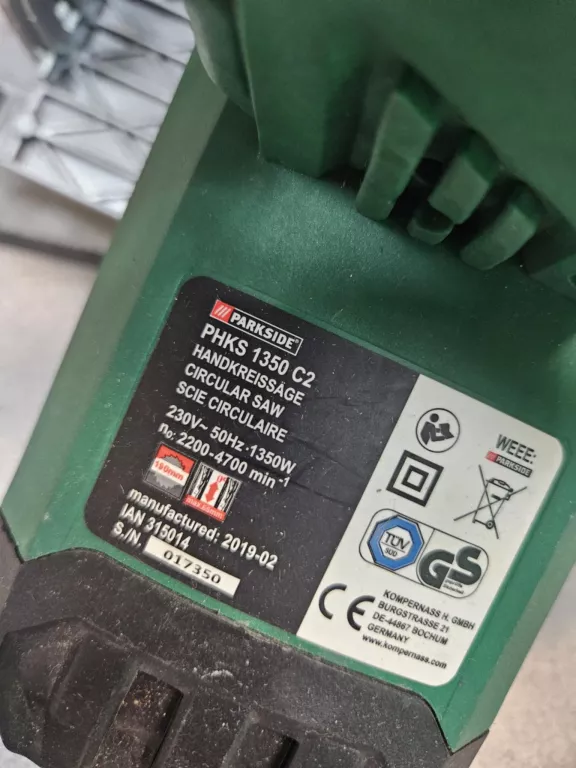 /// PARKSIDE®
PHKS 1350 C2
HANDKREISSÄGE
CIRCULAR SAW
SCIE CIRCULAIRE
230V~ 50Hz · 1350W
n₀: 2200-4700 min⁻¹
190mm
manufactured: 2019-02
IAN 315014
S./N.
017350
WEEE:
/// PARKSIDE
TÜV
SÜD
GS
CE
KOMPERNASS H. GMBH
BURGSTRASSE 21
DE-44867 BOCHUM
GERMANY
www.kompernass.com